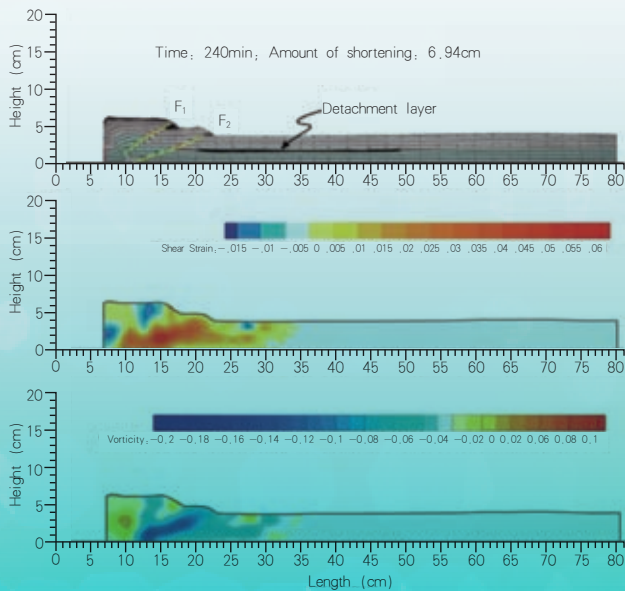 20
Time: 240min; Amount of shortening: 6.94cm
15
Height (cm)
10
F1
Detachment layer
5
F2
0
0 5 10 15 20 25 30 35 40 45 50 55 60 65 70 75 80
20
15
Height (cm)
Shear Strain: -.015 -.01 -.005 0 .005 .01 .015 .02 .025 .03 .035 .04 .045 .05 .055 .06
10
5
0
0 5 10 15 20 25 30 35 40 45 50 55 60 65 70 75 80
20
15
Height (cm)
Vorticity: -0.2 -0.18 -0.16 -0.14 -0.12 -0.1 -0.08 -0.06 -0.04 -0.02 0 0.02 0.06 0.08 0.1
10
5
0
0 5 10 15 20 25 30 35 40 45 50 55 60 65 70 75 80
Length (cm)